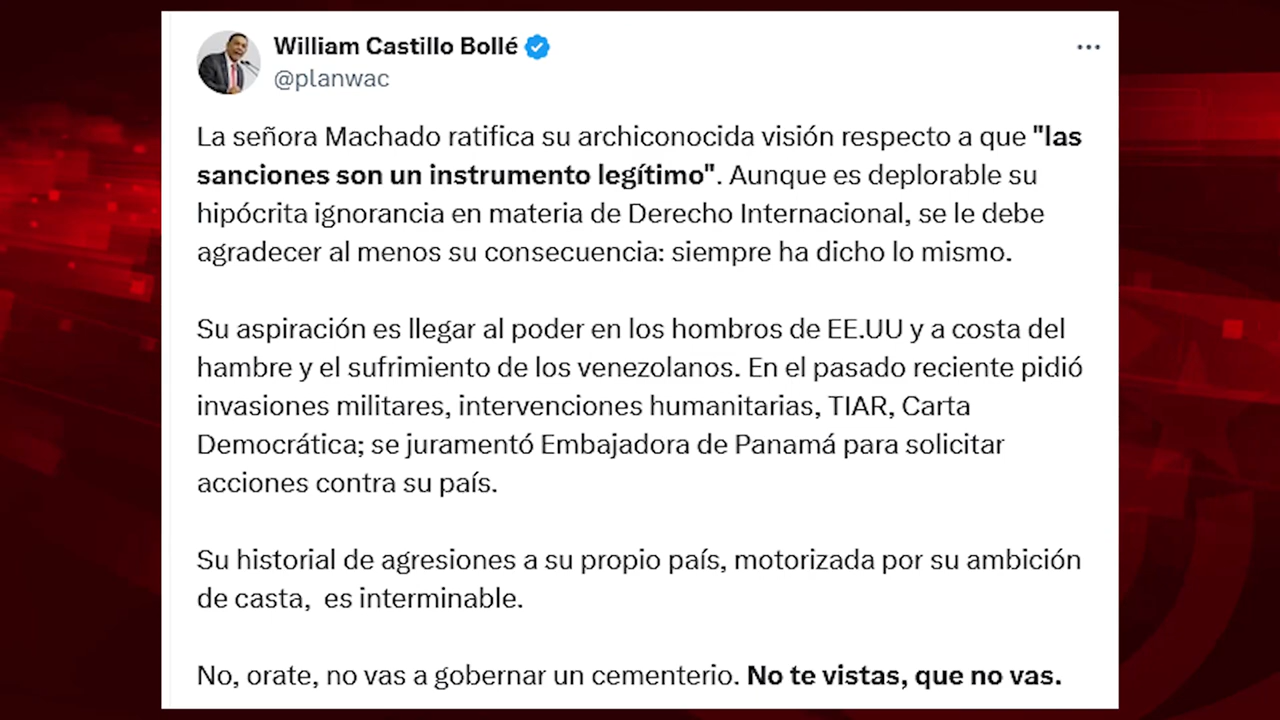 William Castillo Bollé
@planwac
La señora Machado ratifica su archiconocida visión respecto a que "las
sanciones son un instrumento legítimo". Aunque es deplorable su
hipócrita ignorancia en materia de Derecho Internacional, se le debe
agradecer al menos su consecuencia: siempre ha dicho lo mismo.
Su aspiración es llegar al poder en los hombros de EE.UU y a costa del
hambre y el sufrimiento de los venezolanos. En el pasado reciente pidió
invasiones militares, intervenciones humanitarias, TIAR, Carta
Democrática; se juramentó Embajadora de Panamá para solicitar
acciones contra su país.
Su historial de agresiones a su propio país, motorizada por su ambición
de casta,  es interminable.
No, orate, no vas a gobernar un cementerio. No te vistas, que no vas.